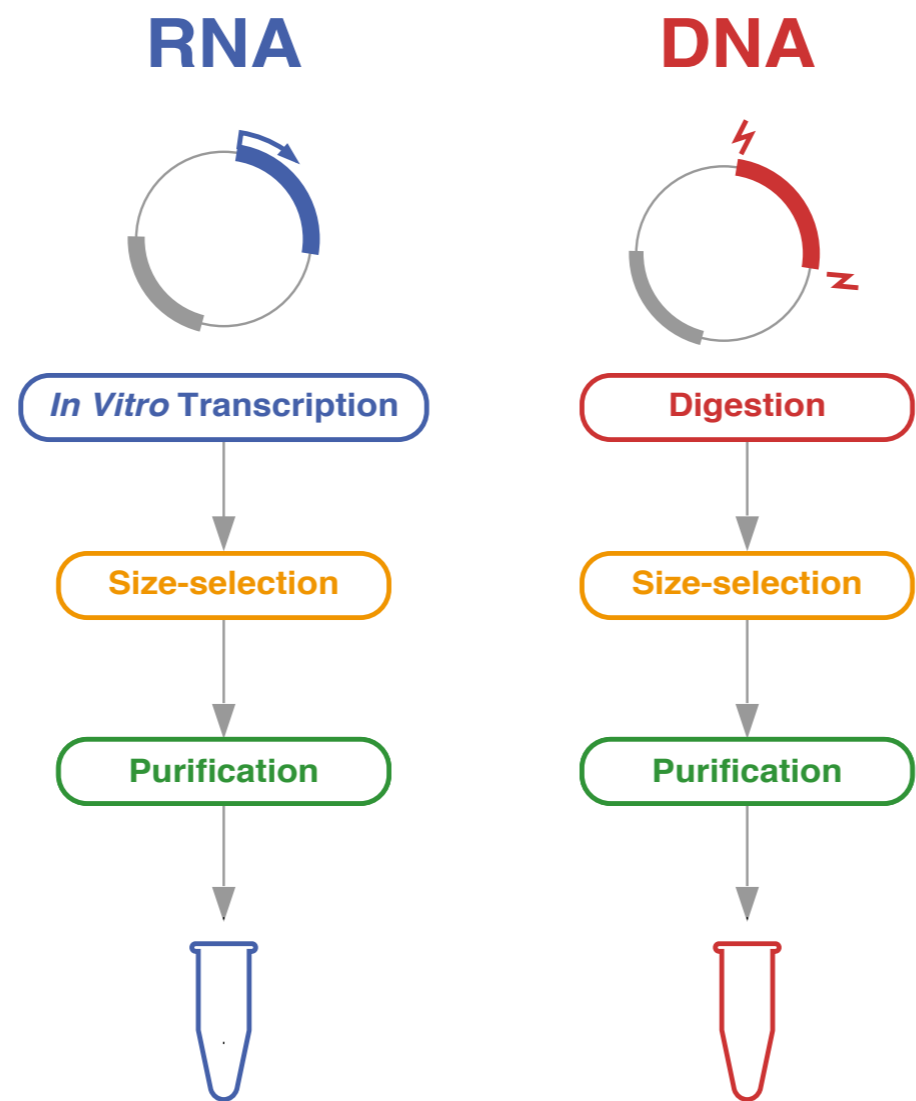 RNA
DNA
In Vitro Transcription
Digestion
Size-selection
Size-selection
Purification
Purification